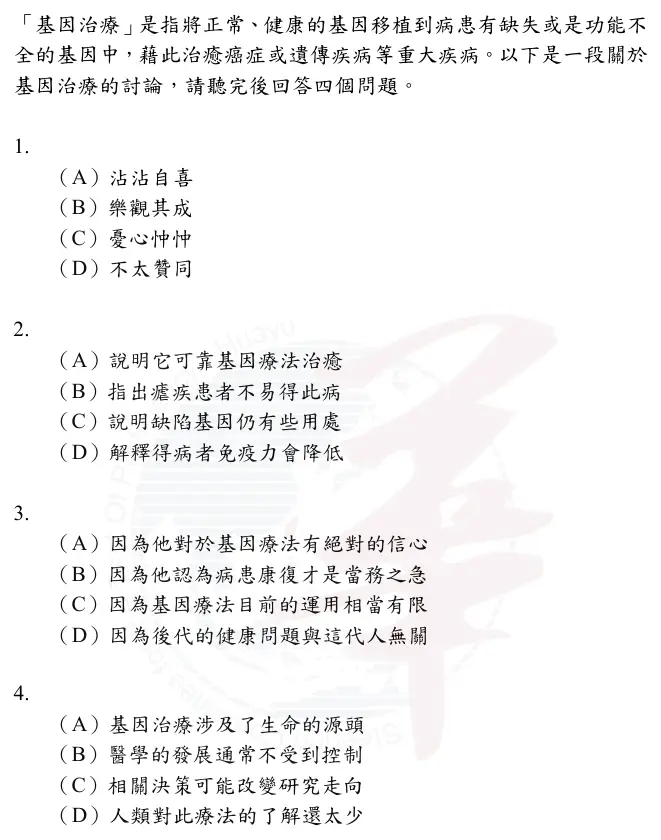 「基因治療」是指將正常、健康的基因移植到病患有缺失或是功能不
全的基因中，藉此治癒癌症或遺傳疾病等重大疾病。以下是一段關於
基因治療的討論，請聽完後回答四個問題。
1.
（A）沾沾自喜
（B）樂觀其成
（C）憂心忡忡
（D）不太贊同
2.
（A）說明它可靠基因療法治癒
（B）指出瘧疾患者不易得此病
（C）說明缺陷基因仍有些用處
（D）解釋得病者免疫力會降低
3.
（A）因為他對於基因療法有絕對的信心
（B）因為他認為病患康復才是當務之急
（C）因為基因療法目前的運用相當有限
（D）因為後代的健康問題與這代人無關
4.
（A）基因治療涉及了生命的源頭
（B）醫學的發展通常不受到控制
（C）相關決策可能改變研究走向
（D）人類對此療法的了解還太少